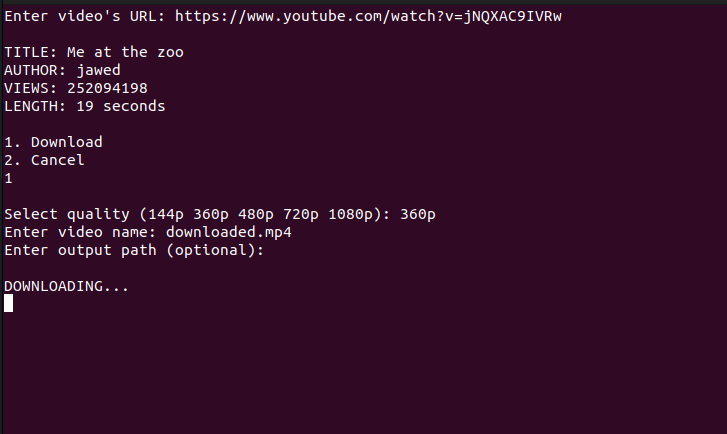 Enter video's URL: https://www.youtube.com/watch?v=jNQXAC9IVRw
TITLE: Me at the zoo
AUTHOR: jawed
VIEWS: 252094198
LENGTH: 19 seconds
1. Download
2. Cancel
1
Select quality (144p 360p 480p 720p 1080p): 360p
Enter video name: downloaded.mp4
Enter output path (optional):
DOWNLOADING...